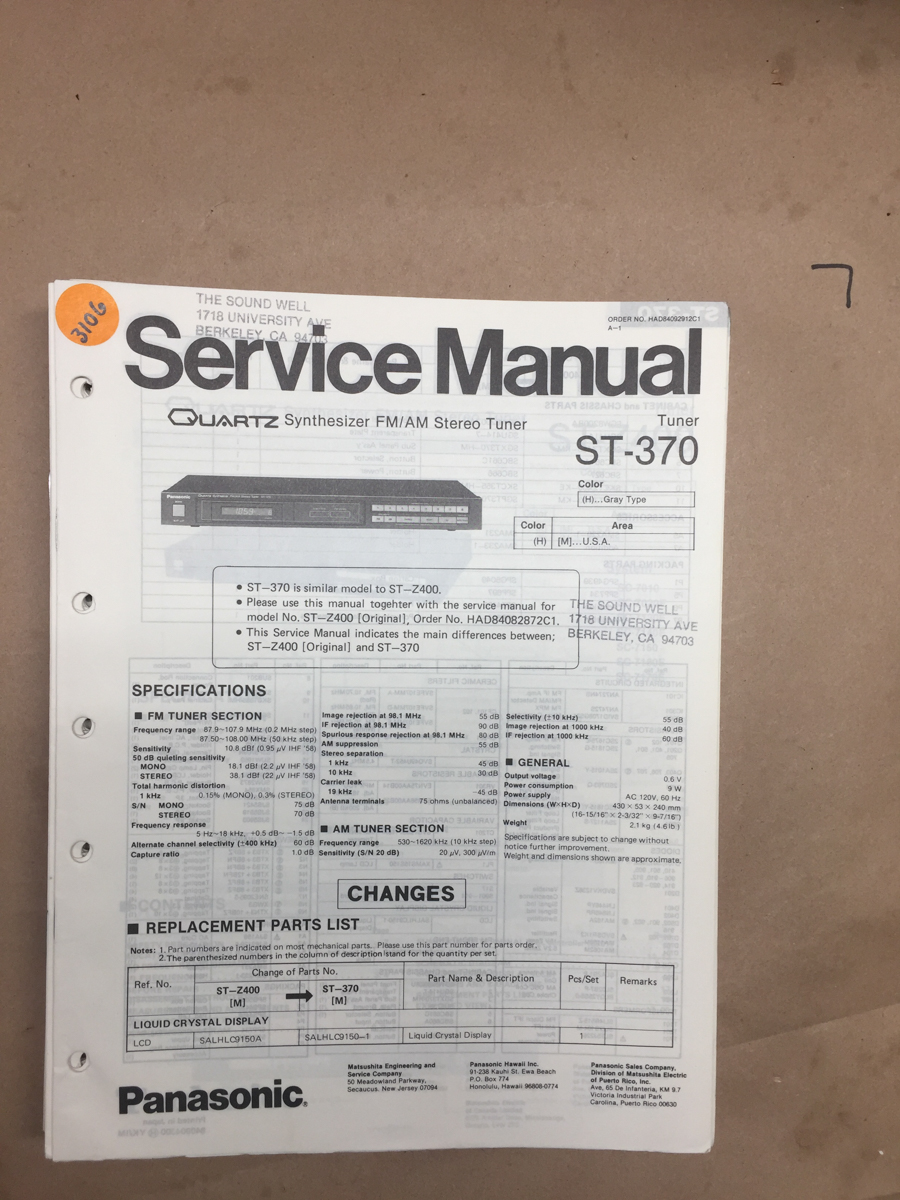 3106
THE SOUND WELL
1718 UNIVERSITY AVE
BERKELEY, CA 94703
ORDER NO. HAD84092912C1
A–1
Service Manual
QUARTZ Synthesizer FM/AM Stereo Tuner
Tuner
ST-370
Panasonic
Color
(H)...Gray Type
Color Area
(H) [M]...U.S.A.
• ST–370 is similar model to ST–Z400.
• Please use this manual togehter with the service manual for
model No. ST–Z400 [Original], Order No. HAD84082872C1.
• This Service Manual indicates the main differences between;
ST–Z400 [Original] and ST–370
THE SOUND WELL
1718 UNIVERSITY AVE
BERKELEY, CA 94703
SPECIFICATIONS
■ FM TUNER SECTION
Frequency range 87.9~107.9 MHz (0.2 MHz step)
87.50~108.00 MHz (50 kHz step)
Sensitivity 10.8 dBf (0.95 μV IHF '58)
50 dB quieting sensitivity
MONO 18.1 dBf (2.2 μV IHF '58)
STEREO 38.1 dBf (22 μV IHF '58)
Total harmonic distortion
1 kHz 0.15% (MONO), 0.3% (STEREO)
S/N MONO 75 dB
STEREO 70 dB
Frequency response
5 Hz~18 kHz, +0.5 dB~ –1.5 dB
Alternate channel selectivity (±400 kHz) 60 dB
Capture ratio 1.0 dB
Image rejection at 98.1 MHz 55 dB
IF rejection at 98.1 MHz 90 dB
Spurious response rejection at 98.1 MHz 80 dB
AM suppression 55 dB
Stereo separation
1 kHz 45 dB
10 kHz 30 dB
Carrier leak
19 kHz –45 dB
Antenna terminals 75 ohms (unbalanced)
■ AM TUNER SECTION
Frequency range 530~1620 kHz (10 kHz step)
Sensitivity (S/N 20 dB) 20 μV, 300 μV/m
Selectivity (±10 kHz) 55 dB
Image rejection at 1000 kHz 40 dB
IF rejection at 1000 kHz 60 dB
■ GENERAL
Output voltage 0.6 V
Power consumption 9 W
Power supply AC 120V, 60 Hz
Dimensions (W×H×D) 430 × 53 × 240 mm
(16-15/16" × 2-3/32" × 9-7/16")
Weight 2.1 kg (4.6 lb)
Specifications are subject to change without
notice further improvement.
Weight and dimensions shown are approximate.
CHANGES
■ REPLACEMENT PARTS LIST
Notes: 1. Part numbers are indicated on most mechanical parts. Please use this part number for parts order.
2. The parenthesized numbers in the column of description stand for the quantity per set.
Ref. No. Change of Parts No. Part Name & Description Pcs/Set Remarks
ST–Z400 ➡ ST–370
[M] [M]
LIQUID CRYSTAL DISPLAY
LCD SALHLC9150A SALHLC9150–1 Liquid Crystal Display 1
Panasonic®
Matsushita Engineering and
Service Company
50 Meadowland Parkway,
Secaucus. New Jersey 07094
Panasonic Hawaii Inc.
91-238 Kauhi St. Ewa Beach
P.O. Box 774
Honolulu, Hawaii 96808-0774
Panasonic Sales Company,
Division of Matsushita Electric
of Puerto Rico, Inc.
Ave, 65 De Infanteria, KM 9.7
Victoria Industrial Park
Carolina, Puerto Rico 00630